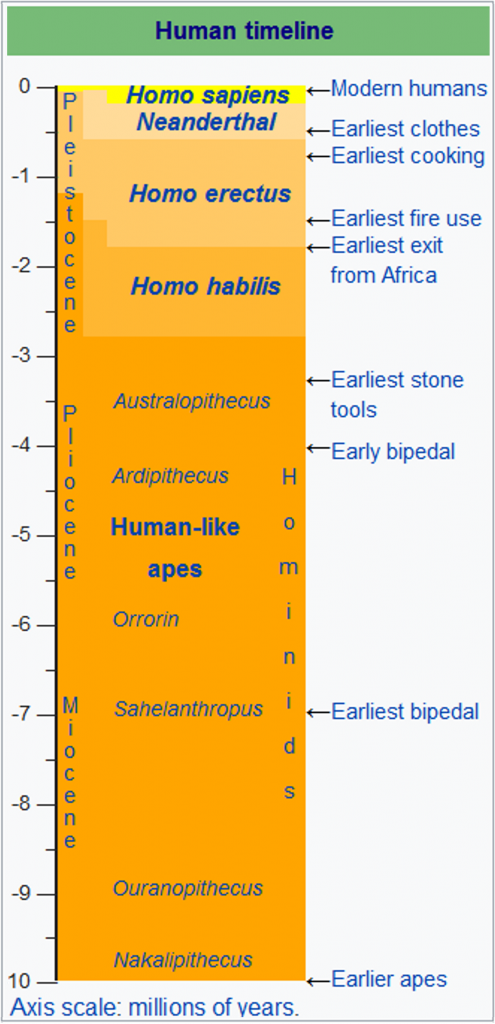 Human timeline
0
-1
-2
-3
-4
-5
-6
-7
-8
-9
10
Pleistocene
Pliocene
Miocene
Homo sapiens
Neanderthal
Homo erectus
Homo habilis
Australopithecus
Ardipithecus
Human-like
apes
Orrorin
Sahelanthropus
Ouranopithecus
Nakalipithecus
Hominids
←Modern humans
←Earliest clothes
←Earliest cooking
←Earliest fire use
←Earliest exit
from Africa
←Earliest stone
tools
←Early bipedal
←Earliest bipedal
←Earlier apes
Axis scale: millions of years.